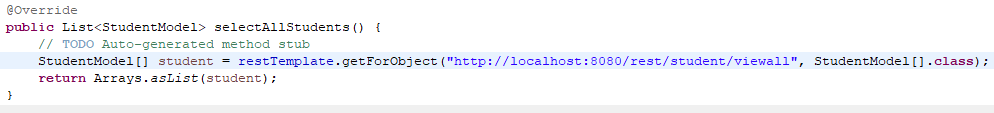 @Override
public List<StudentModel> selectAllStudents() {
// TODO Auto-generated method stub
StudentModel[] student = restTemplate.getForObject("http://localhost:8080/rest/student/viewall", StudentModel[].class);
return Arrays.asList(student);
}